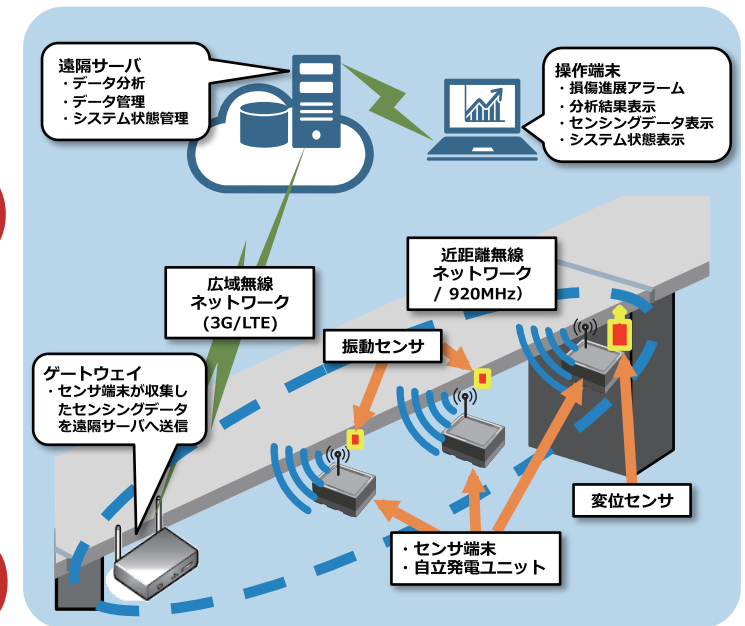 遠隔サーバ
・データ分析
・データ管理
・システム状態管理
操作端末
・損傷進展アラーム
・分析結果表示
・センシングデータ表示
・システム状態表示
近距離無線
ネットワーク
/ 920MHz）
広域無線
ネットワーク
(3G/LTE)
振動センサ
ゲートウェイ
・センサ端末が収集し
たセンシングデータ
を遠隔サーバへ送信
変位センサ
・センサ端末
・自立発電ユニット